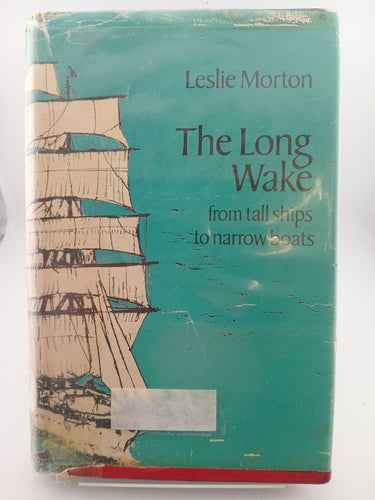 Leslie Morton
The Long
Wake
from tall ships
to narrow boats